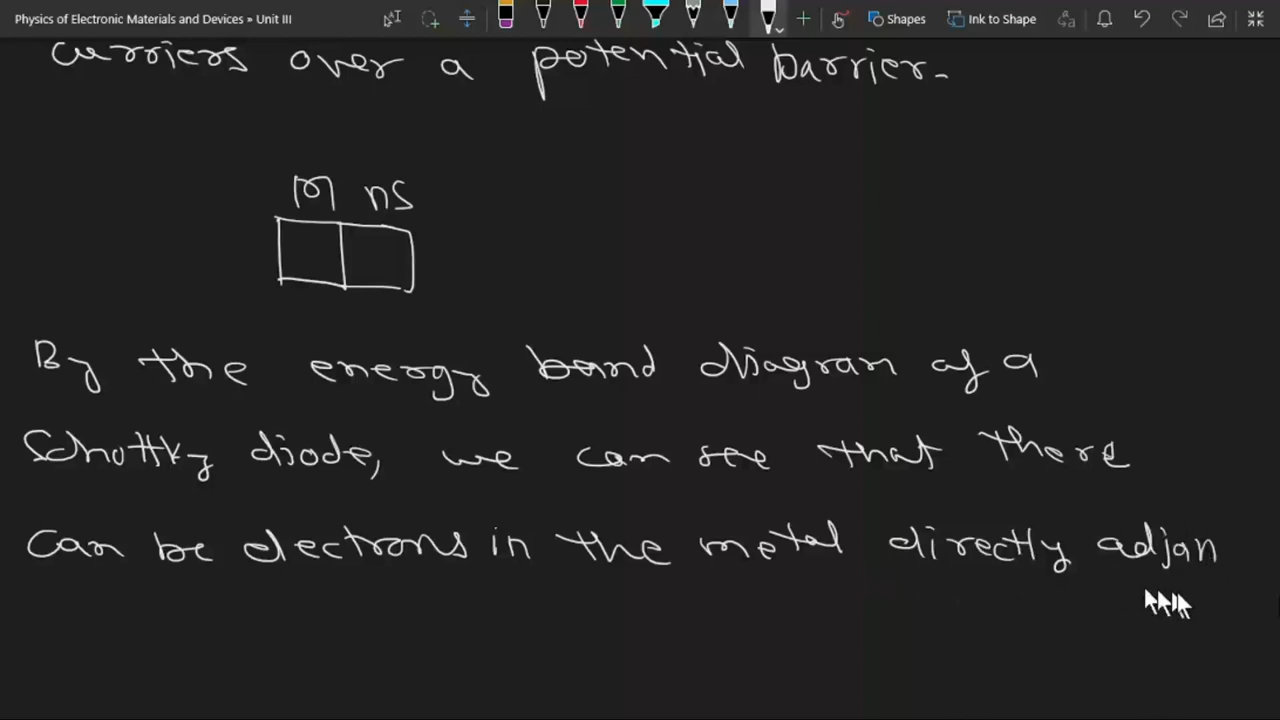 Physics of Electronic Materials and Devices » Unit III
Shapes
Ink to Shape
carriers over a potential barrier.
M ns
By the energy band diagram of a
Schottky diode, we can see that there
can be electrons in the metal directly adjan